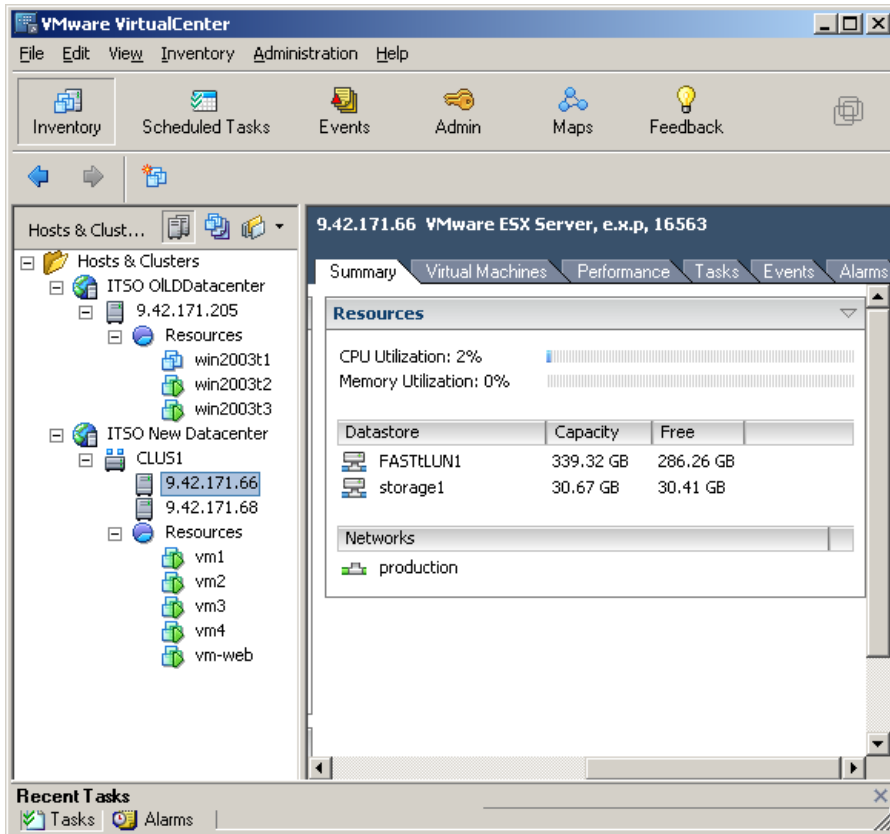 VMware VirtualCenter
File Edit View Inventory Administration Help
Inventory Scheduled Tasks Events Admin Maps Feedback
Hosts & Clust...
Hosts & Clusters
ITSO OlLDDatacenter
9.42.171.205
Resources
win2003t1
win2003t2
win2003t3
ITSO New Datacenter
CLUS1
9.42.171.66
9.42.171.68
Resources
vm1
vm2
vm3
vm4
vm-web
9.42.171.66 VMware ESX Server, e.x.p, 16563
Summary Virtual Machines Performance Tasks Events Alarms
Resources
CPU Utilization: 2%
Memory Utilization: 0%
Datastore Capacity Free
FAStLUN1 339.32 GB 286.26 GB
storage1 30.67 GB 30.41 GB
Networks
production
Recent Tasks
Tasks Alarms